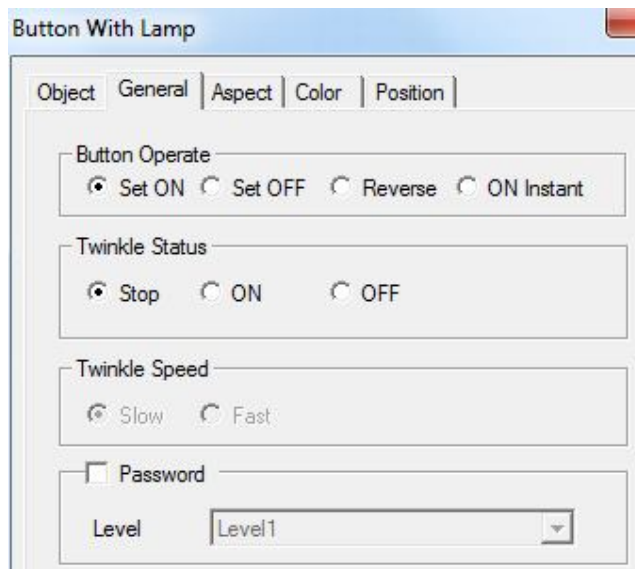 Button With Lamp
Object General Aspect Color Position
Button Operate
Set ON Set OFF Reverse ON Instant
Twinkle Status
Stop ON OFF
Twinkle Speed
Slow Fast
Password
Level Level1